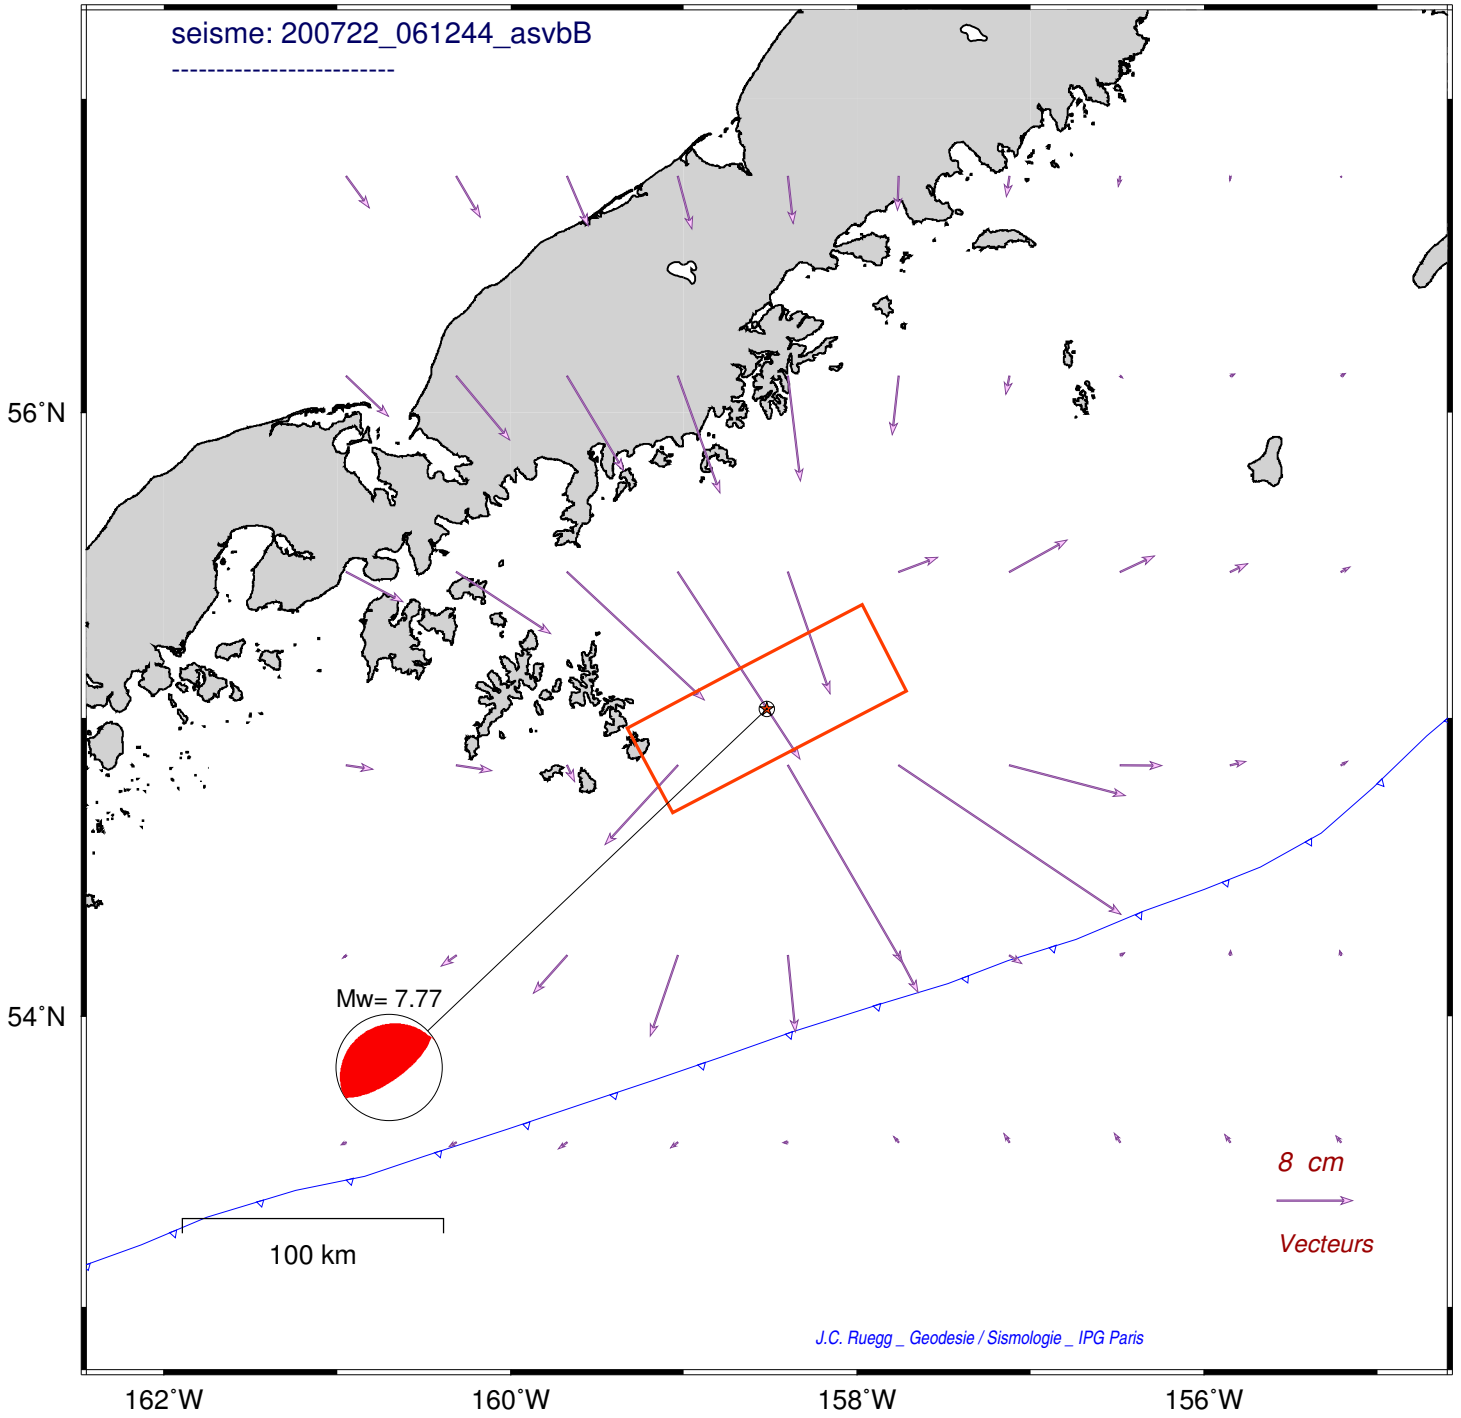 seisme: 200722_061244_asvbB
-------------------------
56˚N
54˚N
Mw= 7.77
8 cm
Vecteurs
100 km
J.C. Ruegg _ Geodesie / Sismologie _ IPG Paris
162˚W 160˚W 158˚W 156˚W